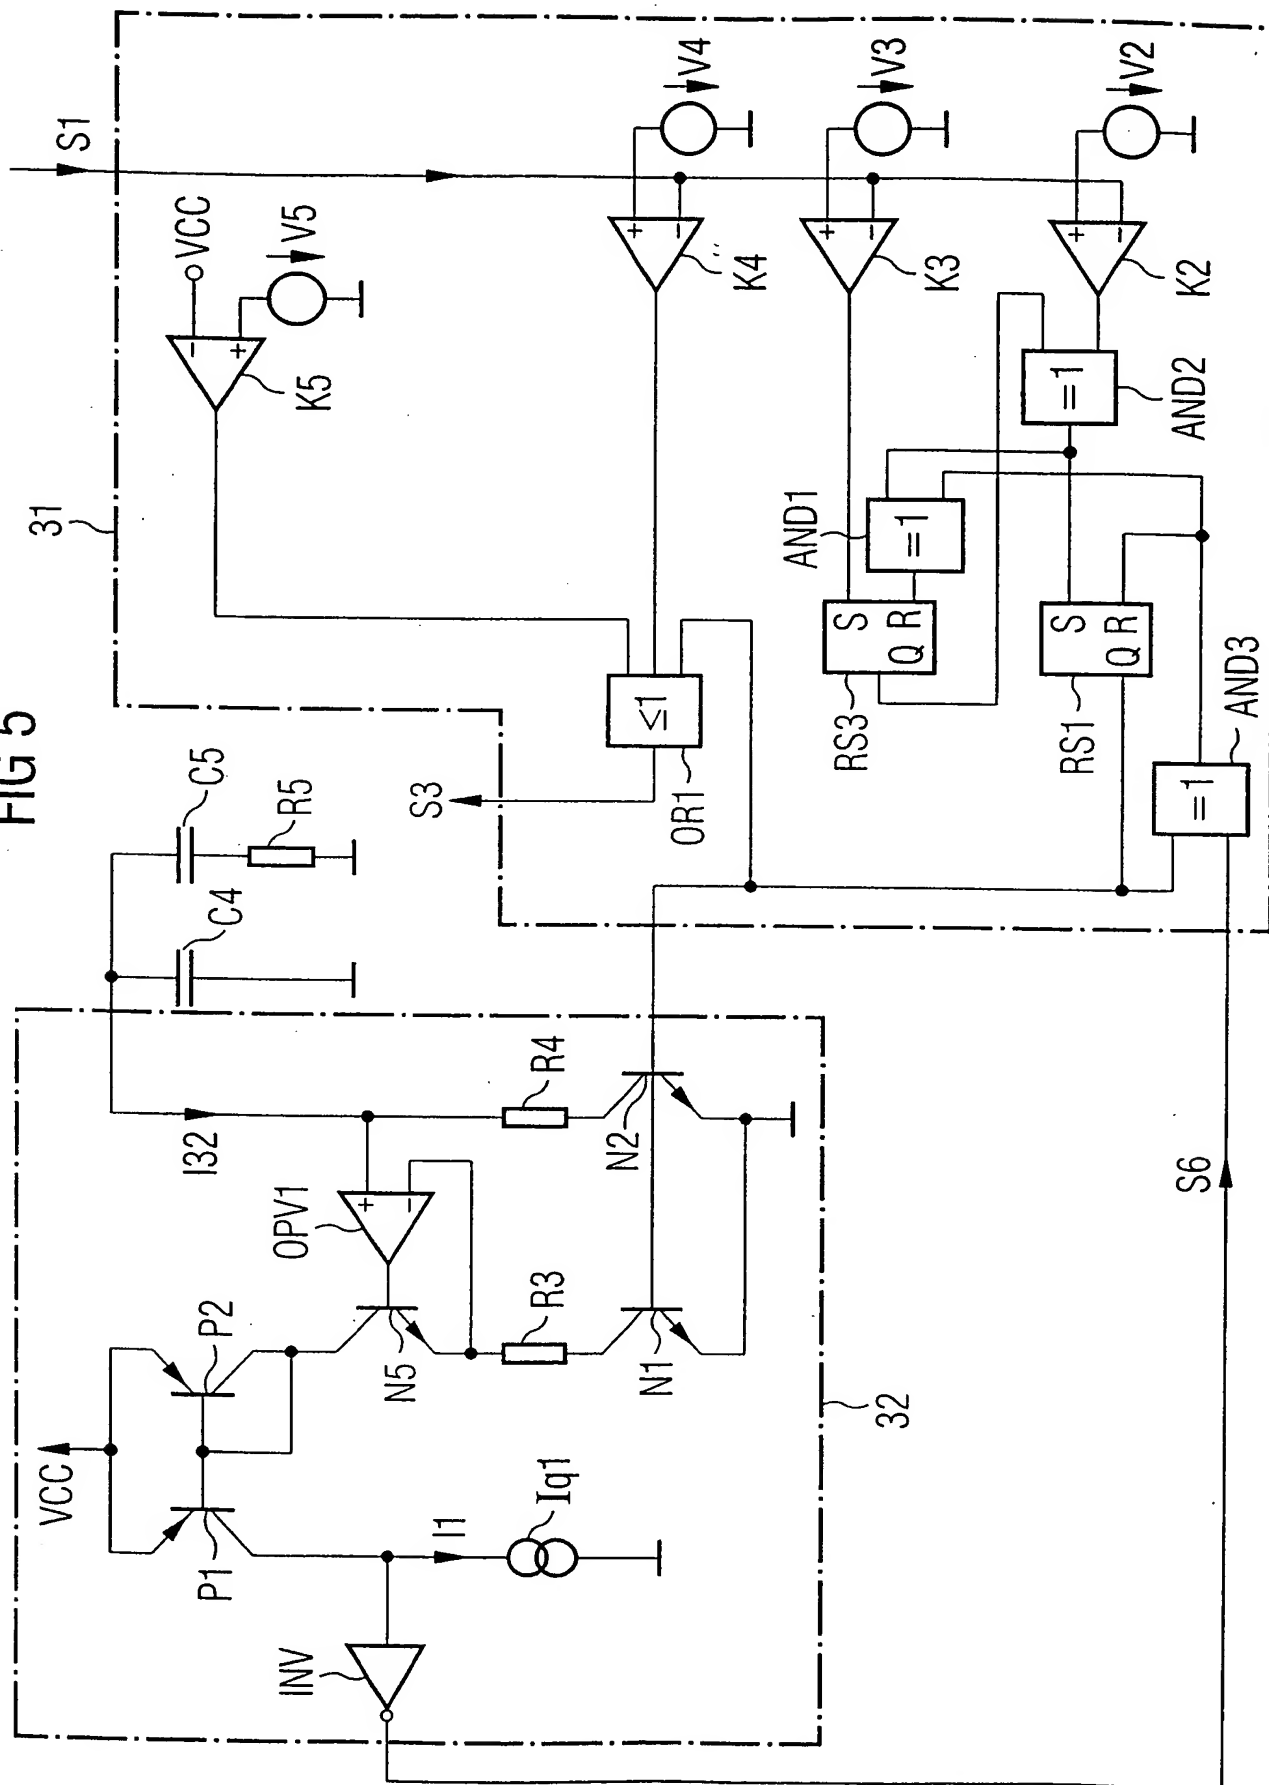 FIG 5
31
S1
VCC
V5
K5
+
−
V4
K4
+
−
V3
K3
+
−
V2
K2
+
−
=1
AND2
AND1
=1
S
R
Q
RS3
S
R
Q
RS1
=1
AND3
≤1
OR1
S3
C5
R5
C4
I32
R4
N2
OPV1
+
−
N5
R3
N1
P2
VCC
P1
I1
Iq1
INV
32
S6